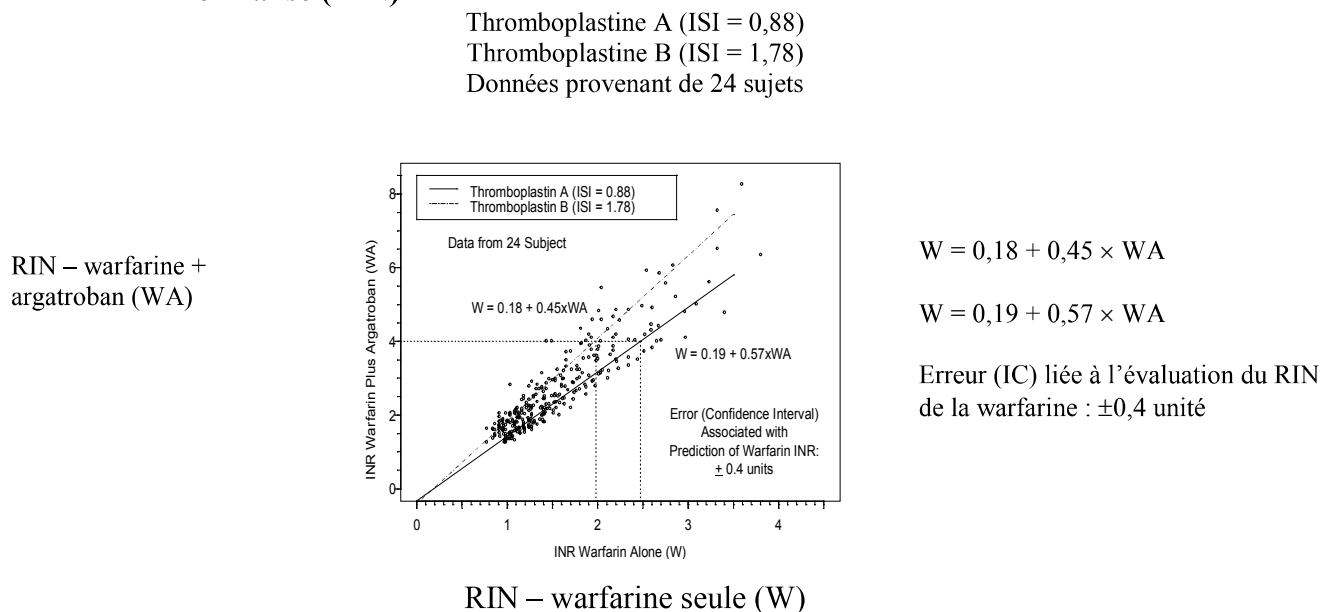 Thromboplastine A (ISI = 0,88)
Thromboplastine B (ISI = 1,78)
Données provenant de 24 sujets
RIN – warfarine +
argatroban (WA)
INR Warfarin Plus Argatroban (WA)
8
6
4
2
0
Thromboplastin A (ISI = 0.88)
Thromboplastin B (ISI = 1.78)
Data from 24 Subject
W = 0.18 + 0.45xWA
W = 0.19 + 0.57xWA
Error (Confidence Interval)
Associated with
Prediction of Warfarin INR:
± 0.4 units
0 1 2 3 4
INR Warfarin Alone (W)
RIN – warfarine seule (W)
W = 0,18 + 0,45 × WA
W = 0,19 + 0,57 × WA
Erreur (IC) liée à l’évaluation du RIN
de la warfarine : ±0,4 unité